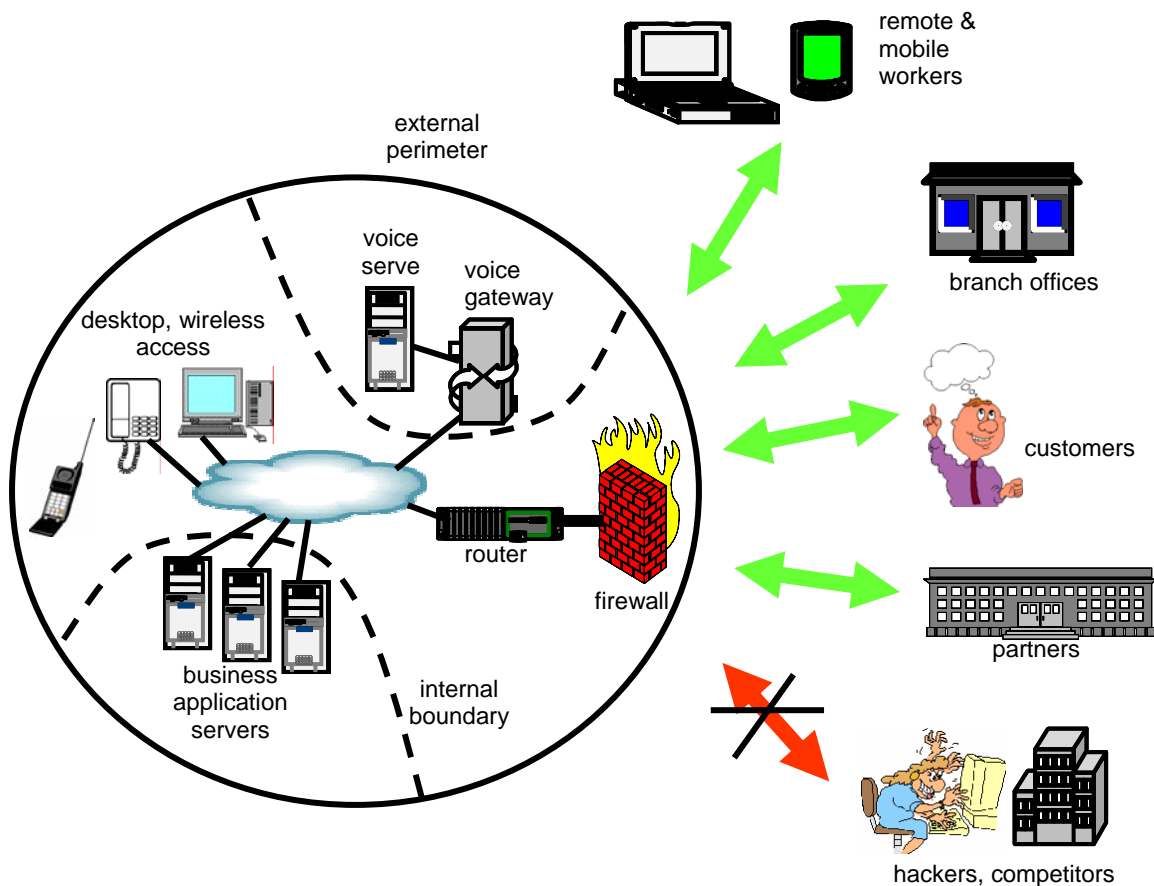 remote &
mobile
workers
external
perimeter
voice
serve
voice
gateway
branch offices
desktop, wireless
access
customers
router
firewall
partners
business
application
servers
internal
boundary
hackers, competitors